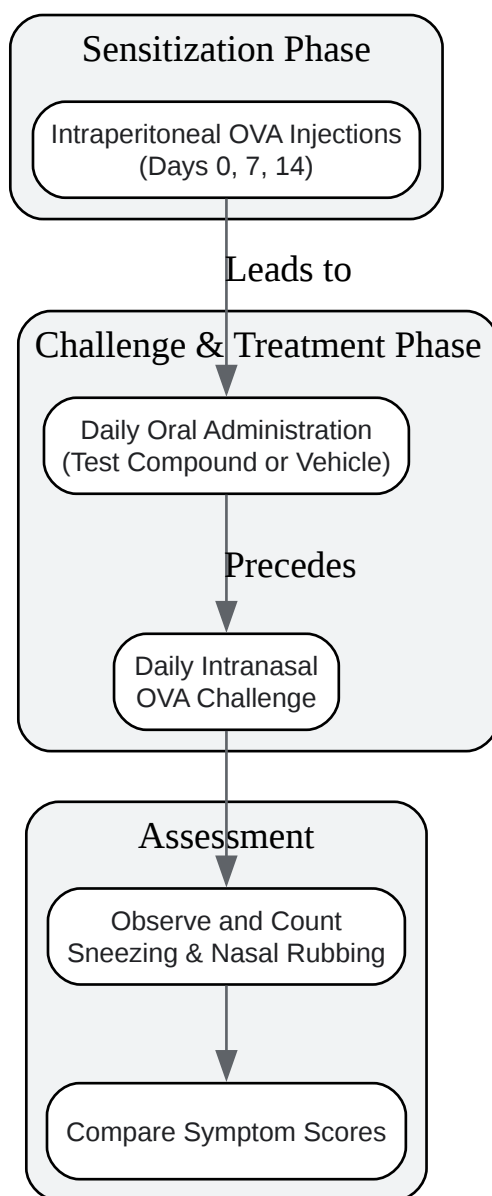 Sensitization Phase
Intraperitoneal OVA Injections
(Days 0, 7, 14)
Leads to
Challenge & Treatment Phase
Daily Oral Administration
(Test Compound or Vehicle)
Precedes
Daily Intranasal
OVA Challenge
Assessment
Observe and Count
Sneezing & Nasal Rubbing
Compare Symptom Scores